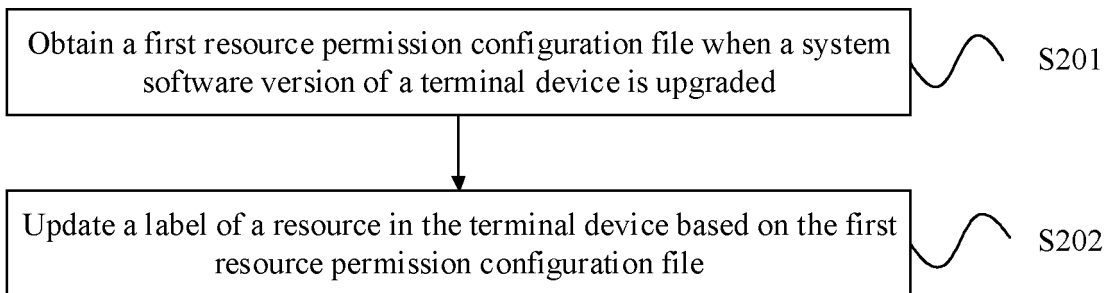 Obtain a first resource permission configuration file when a system
software version of a terminal device is upgraded
S201
Update a label of a resource in the terminal device based on the first
resource permission configuration file
S202